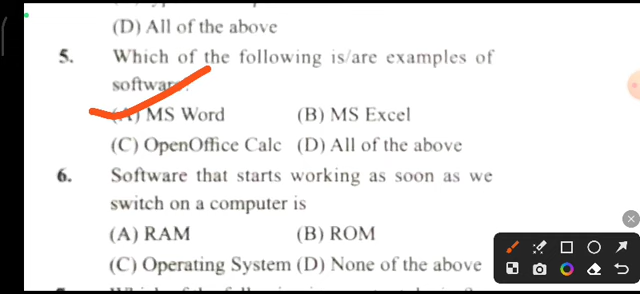 (D) All of the above
5. Which of the following is/are examples of
software.
(A) MS Word (B) MS Excel
(C) OpenOffice Calc (D) All of the above
6. Software that starts working as soon as we
switch on a computer is
(A) RAM (B) ROM
(C) Operating System (D) None of the above